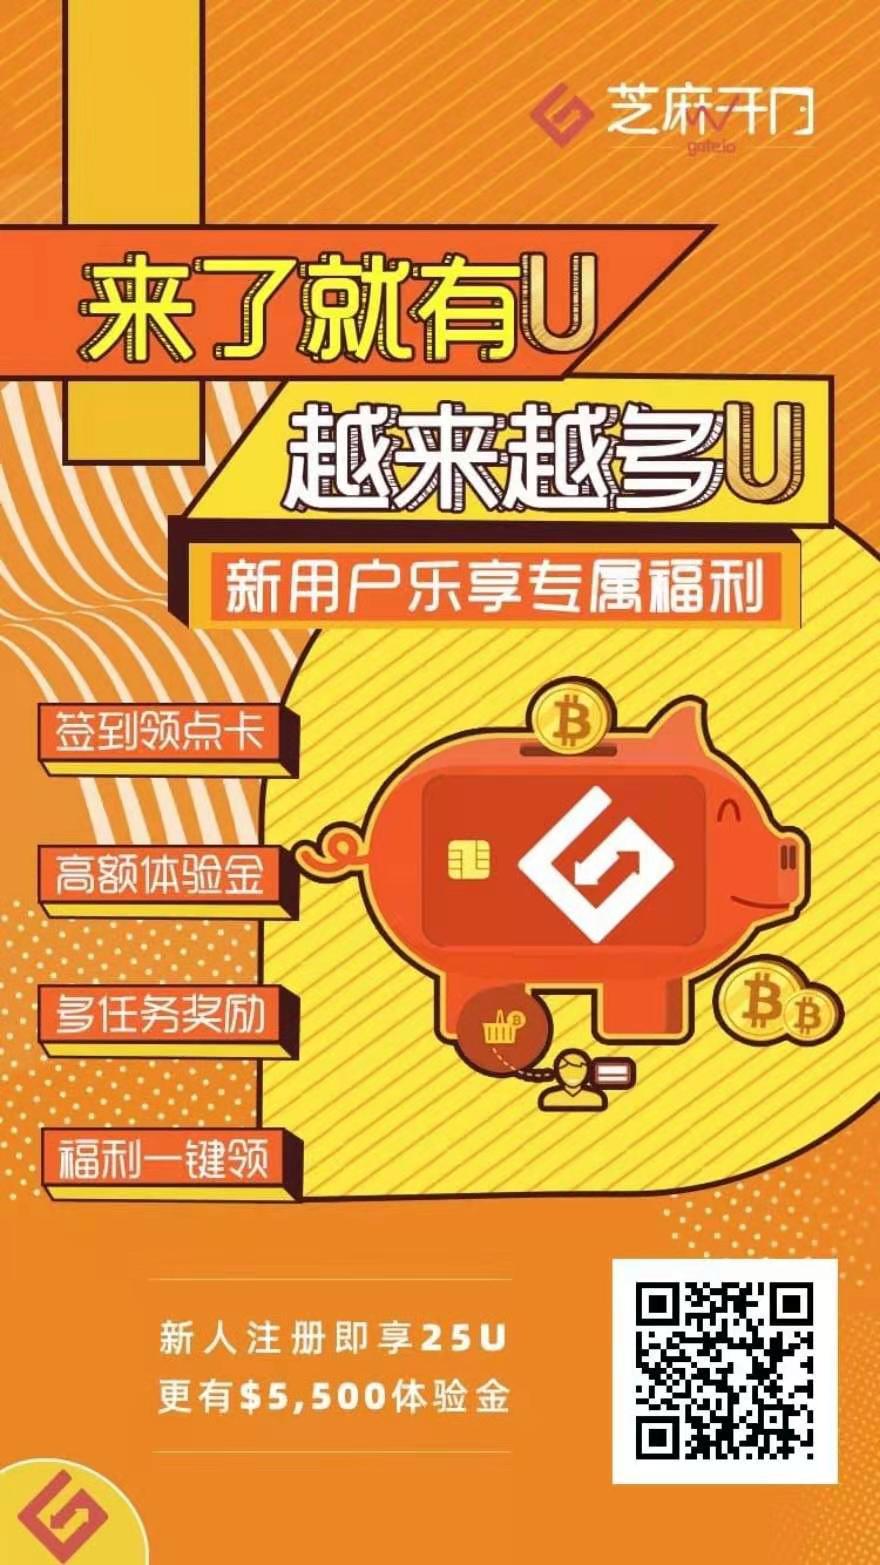 芝麻开门
gate.io
来了就有U
越来越多U
新用户乐享专属福利
签到领点卡
高额体验金
多任务奖励
福利一键领
新人注册即享25U
更有$5,500体验金